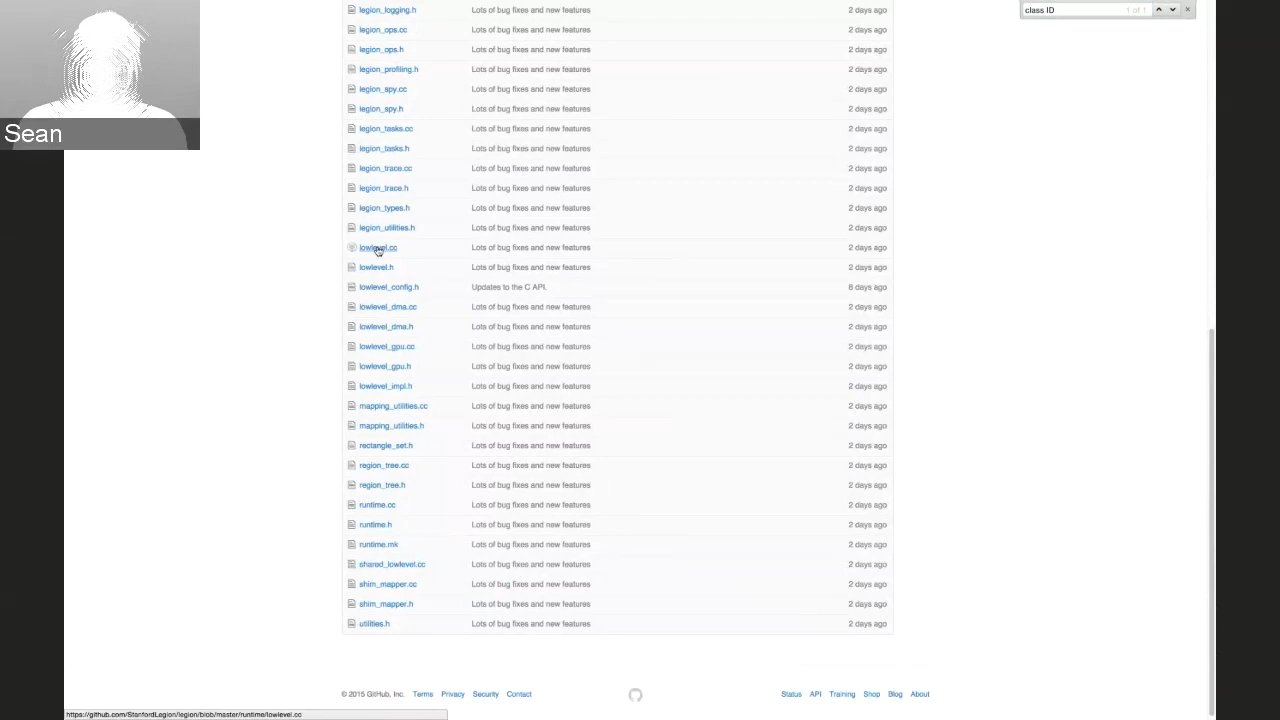 class ID 1 of 1
Sean
legion_logging.h Lots of bug fixes and new features 2 days ago
legion_ops.cc Lots of bug fixes and new features 2 days ago
legion_ops.h Lots of bug fixes and new features 2 days ago
legion_profiling.h Lots of bug fixes and new features 2 days ago
legion_spy.cc Lots of bug fixes and new features 2 days ago
legion_spy.h Lots of bug fixes and new features 2 days ago
legion_tasks.cc Lots of bug fixes and new features 2 days ago
legion_tasks.h Lots of bug fixes and new features 2 days ago
legion_trace.cc Lots of bug fixes and new features 2 days ago
legion_trace.h Lots of bug fixes and new features 2 days ago
legion_types.h Lots of bug fixes and new features 2 days ago
legion_utilities.h Lots of bug fixes and new features 2 days ago
lowlevel.cc Lots of bug fixes and new features 2 days ago
lowlevel.h Lots of bug fixes and new features 2 days ago
lowlevel_config.h Updates to the C API. 8 days ago
lowlevel_dma.cc Lots of bug fixes and new features 2 days ago
lowlevel_dma.h Lots of bug fixes and new features 2 days ago
lowlevel_gpu.cc Lots of bug fixes and new features 2 days ago
lowlevel_gpu.h Lots of bug fixes and new features 2 days ago
lowlevel_impl.h Lots of bug fixes and new features 2 days ago
mapping_utilities.cc Lots of bug fixes and new features 2 days ago
mapping_utilities.h Lots of bug fixes and new features 2 days ago
rectangle_set.h Lots of bug fixes and new features 2 days ago
region_tree.cc Lots of bug fixes and new features 2 days ago
region_tree.h Lots of bug fixes and new features 2 days ago
runtime.cc Lots of bug fixes and new features 2 days ago
runtime.h Lots of bug fixes and new features 2 days ago
runtime.mk Lots of bug fixes and new features 2 days ago
shared_lowlevel.cc Lots of bug fixes and new features 2 days ago
shim_mapper.cc Lots of bug fixes and new features 2 days ago
shim_mapper.h Lots of bug fixes and new features 2 days ago
utilities.h Lots of bug fixes and new features 2 days ago
© 2015 GitHub, Inc. Terms Privacy Security Contact Status API Training Shop Blog About
https://github.com/StanfordLegion/legion/blob/master/runtime/lowlevel.cc